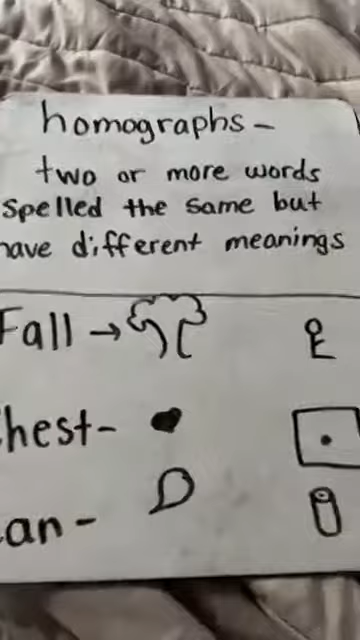 homographs -
two or more words
spelled the same but
have different meanings
Fall →
hest-
an -